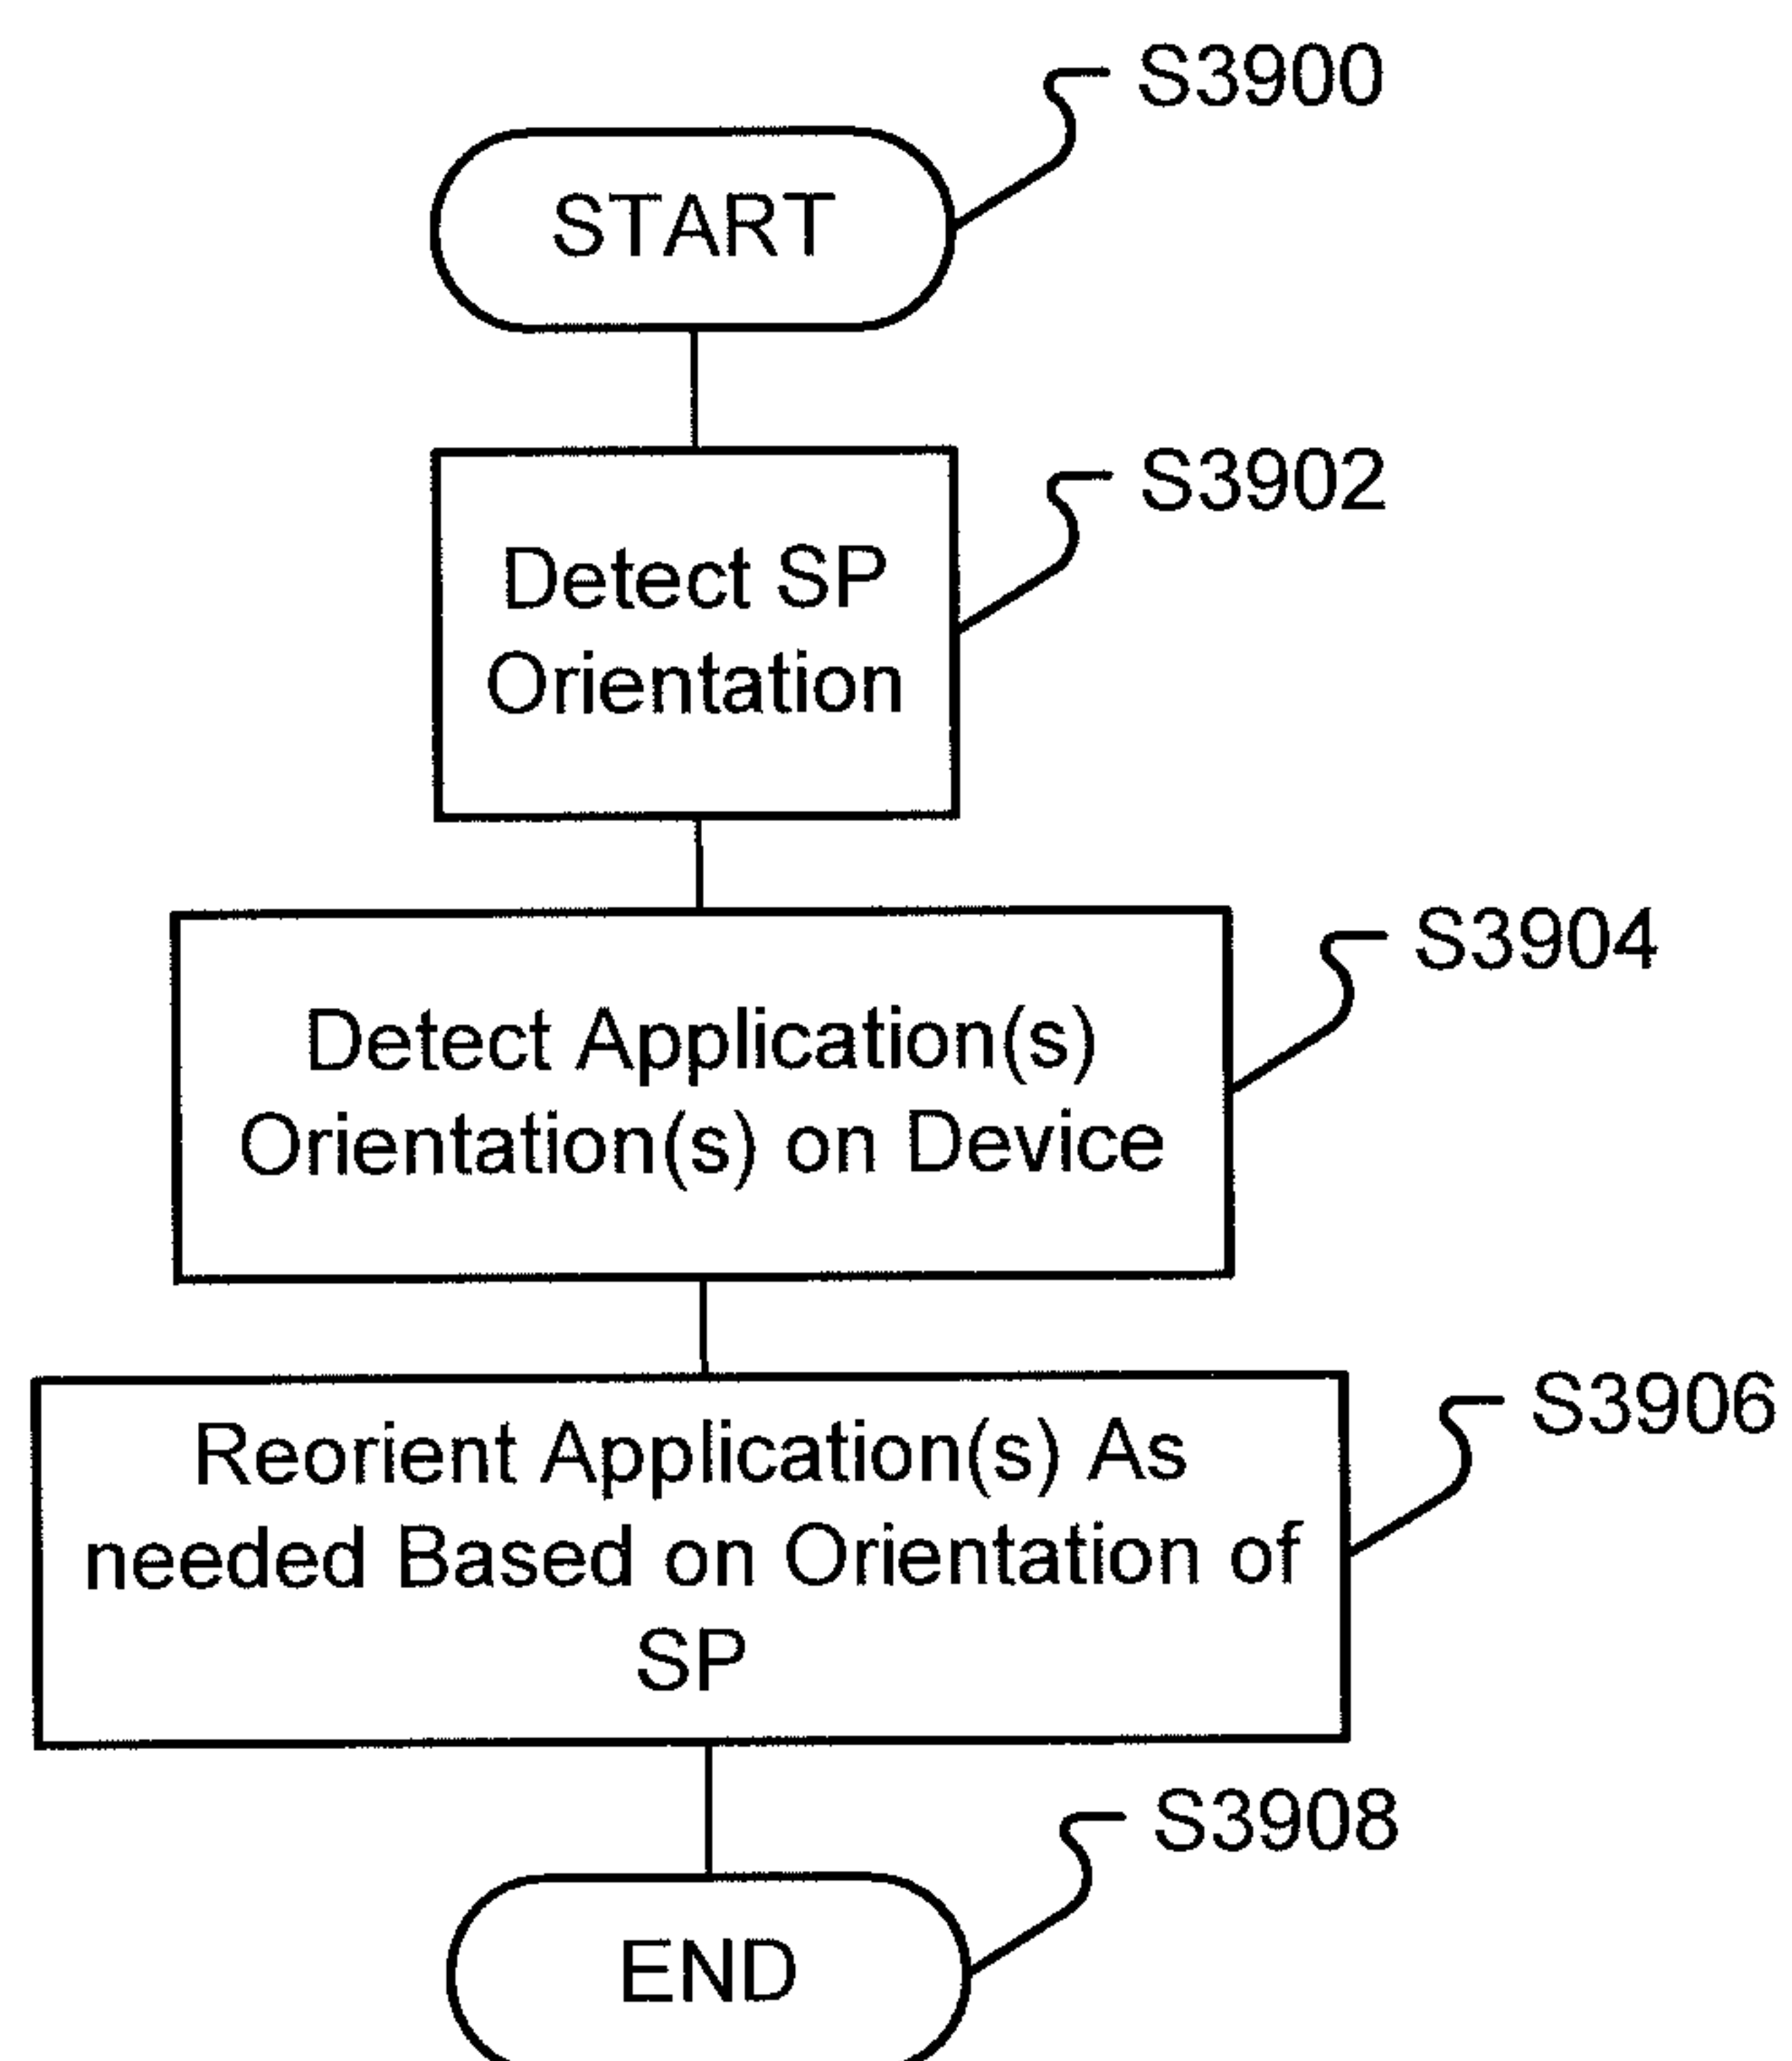 S3900
START
S3902
Detect SP
Orientation
S3904
Detect Application(s)
Orientation(s) on Device
S3906
Reorient Application(s) As
needed Based on Orientation of
SP
S3908
END